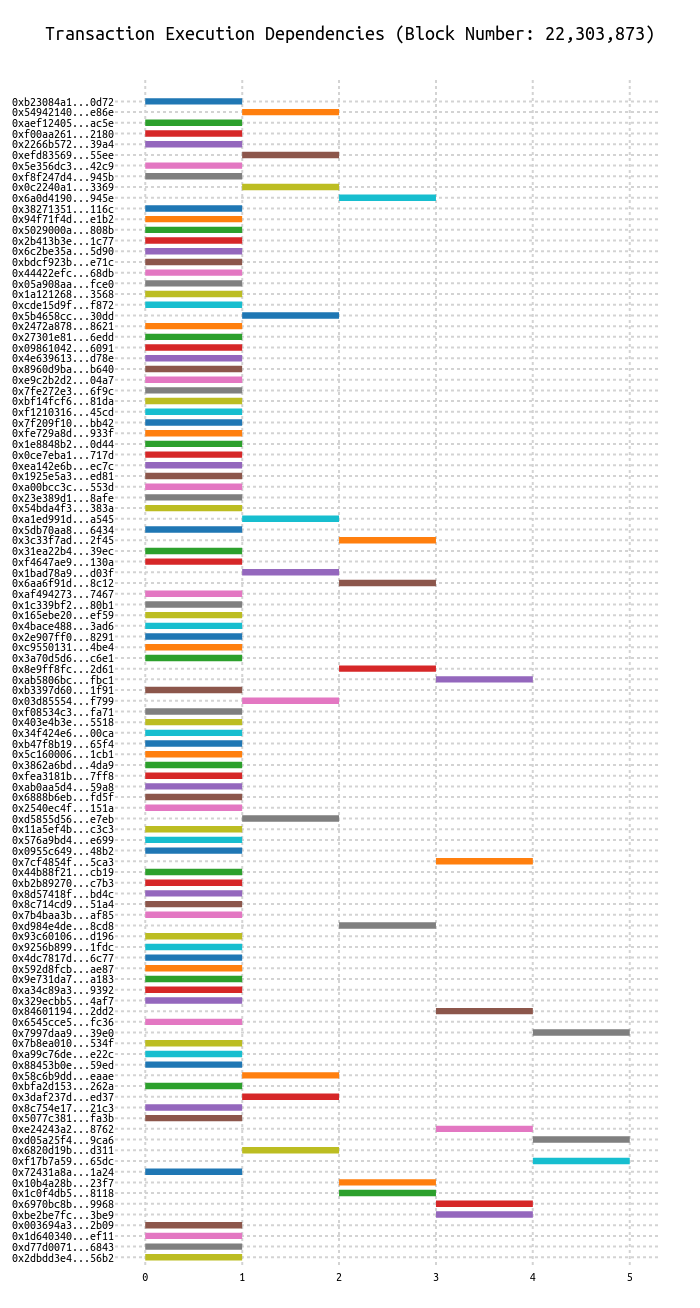 Transaction Execution Dependencies (Block Number: 22,303,873)
0xb23084a1...0d72
0x54942140...e86e
0xaef12405...ac5e
0xf00aa261...2180
0x2266b572...39a4
0xefd83569...55ee
0x5e356dc3...42c9
0xf8f247d4...945b
0x0c2240a1...3369
0x6a0d4190...945e
0x38271351...116c
0x94f71f4d...e1b2
0x5029000a...808b
0x2b413b3e...1c77
0x6c2be35a...5d90
0xbdcf923b...e71c
0x44422efc...68db
0x05a908aa...fce0
0x1a121268...3568
0xcde15d9f...f872
0x5b4658cc...30dd
0x2472a878...8621
0x27301e81...6edd
0x09861042...6091
0x4e639613...d78e
0x8960d9ba...b640
0xe9c2b2d2...04a7
0x7fe272e3...6f9c
0xbf14fcf6...81da
0xf1210316...45cd
0x7f209f10...bb42
0xfe729a8d...933f
0x1e8848b2...0d44
0x0ce7eba1...717d
0xea142e6b...ec7c
0x1925e5a3...ed81
0xa00bcc3c...553d
0x23e389d1...8afe
0x54bda4f3...383a
0xa1ed991d...a545
0x5db70aa8...6434
0x3c33f7ad...2f45
0x31ea22b4...39ec
0xf4647ae9...130a
0x1bad78a9...d03f
0x6aa6f91d...8c12
0xaf494273...7467
0x1c339bf2...80b1
0x165ebe20...ef59
0x4bace488...3ad6
0x2e907ff0...8291
0xc9550131...4be4
0x3a70d5d6...c6e1
0x8e9ff8fc...2d61
0xab5806bc...fbc1
0xb3397d60...1f91
0x03d85554...f799
0xf08534c3...fa71
0x403e4b3e...5518
0x34f424e6...00ca
0xb47f8b19...65f4
0x5c160006...1cb1
0x3862a6bd...4da9
0xfea3181b...7ff8
0xab0aa5d4...59a8
0x6888b6eb...fd5f
0x2540ec4f...151a
0xd5855d56...e7eb
0x11a5ef4b...c3c3
0x576a9bd4...e699
0x0955c649...48b2
0x7cf4854f...5ca3
0x44b88f21...cb19
0xb2b89270...c7b3
0x8d57418f...bd4c
0x8c714cd9...51a4
0x7b4baa3b...af85
0xd984e4de...8cd8
0x93c60106...d196
0x9256b899...1fdc
0x4dc7817d...6c77
0x592d8fcb...ae87
0x9e731da7...a183
0xa34c89a3...9392
0x329ecbb5...4af7
0x84601194...2dd2
0x6545cce5...fc36
0x7997daa9...39e0
0x7b8ea010...534f
0xa99c76de...e22c
0x88453b0e...59ed
0x58c6b9dd...eaae
0xbfa2d153...262a
0x3daf237d...ed37
0x8c754e17...21c3
0x5077c381...fa3b
0xe24243a2...8762
0xd05a25f4...9ca6
0x6820d19b...d311
0xf17b7a59...65dc
0x72431a8a...1a24
0x10b4a28b...23f7
0x1c0f4db5...8118
0x6970bc8b...9968
0xbe2be7fc...3be9
0x003694a3...2b09
0x1d640340...ef11
0xd77d0071...6843
0x2dbdd3e4...56b2
0 1 2 3 4 5